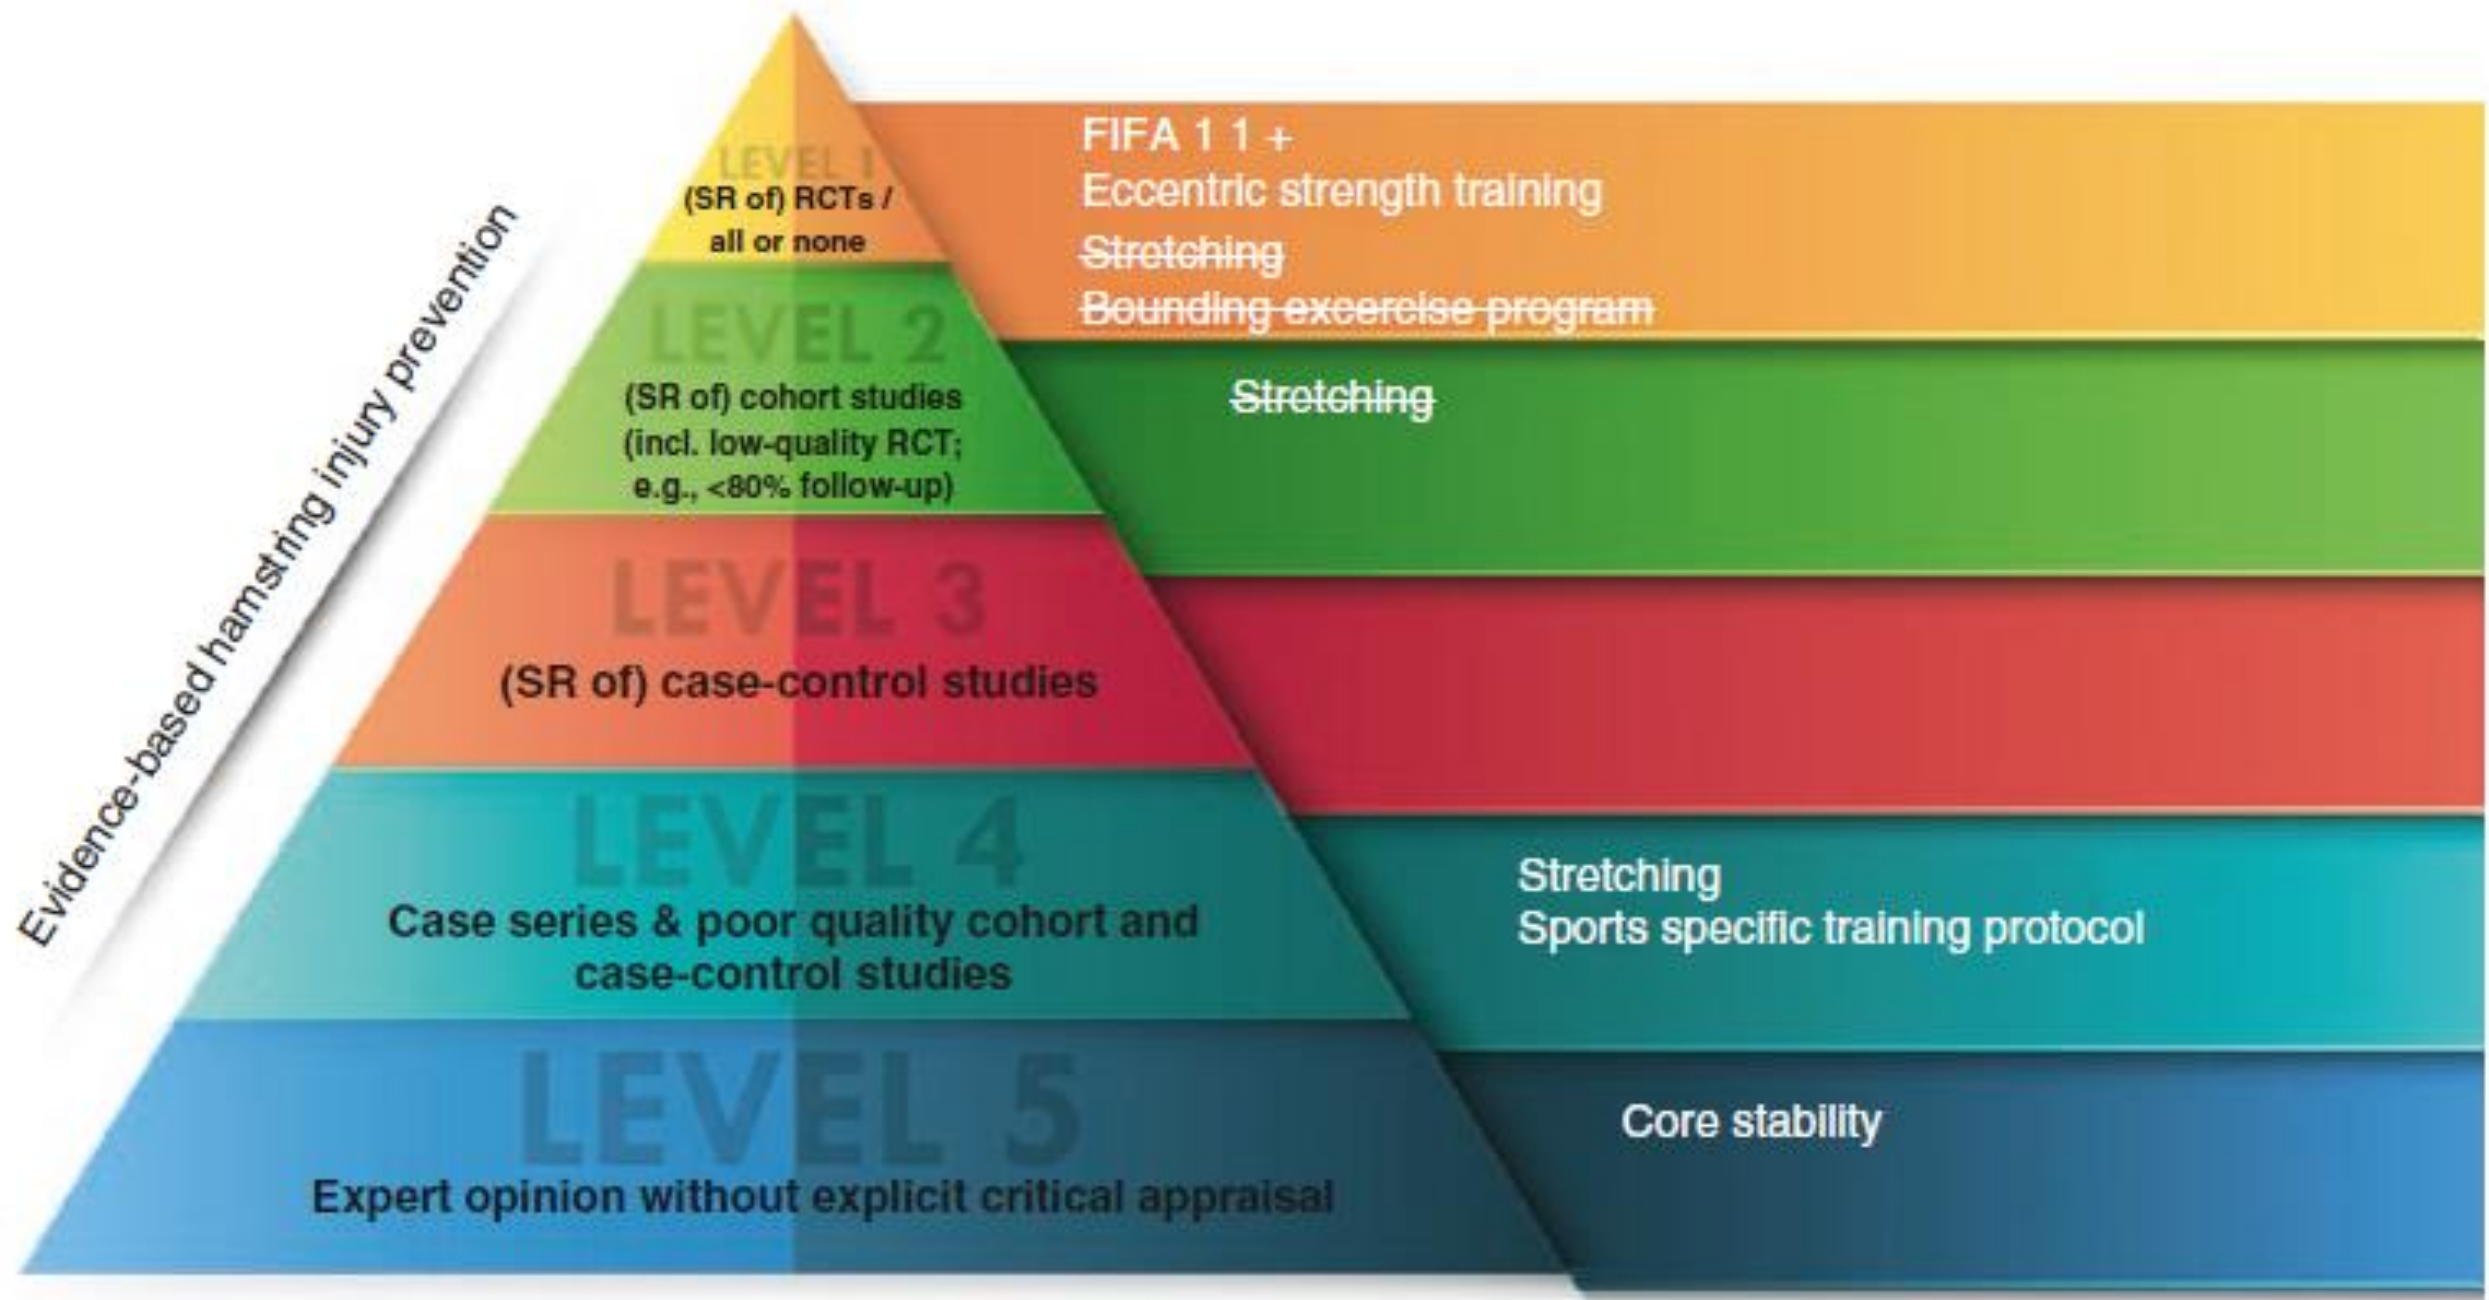 Evidence-based hamstring injury prevention
LEVEL 1
(SR of) RCTs /
all or none
FIFA 1 1 +
Eccentric strength training
Stretching
Bounding excercise program
LEVEL 2
(SR of) cohort studies
(incl. low-quality RCT;
e.g., <80% follow-up)
Stretching
LEVEL 3
(SR of) case-control studies
LEVEL 4
Case series & poor quality cohort and
case-control studies
Stretching
Sports specific training protocol
LEVEL 5
Expert opinion without explicit critical appraisal
Core stability